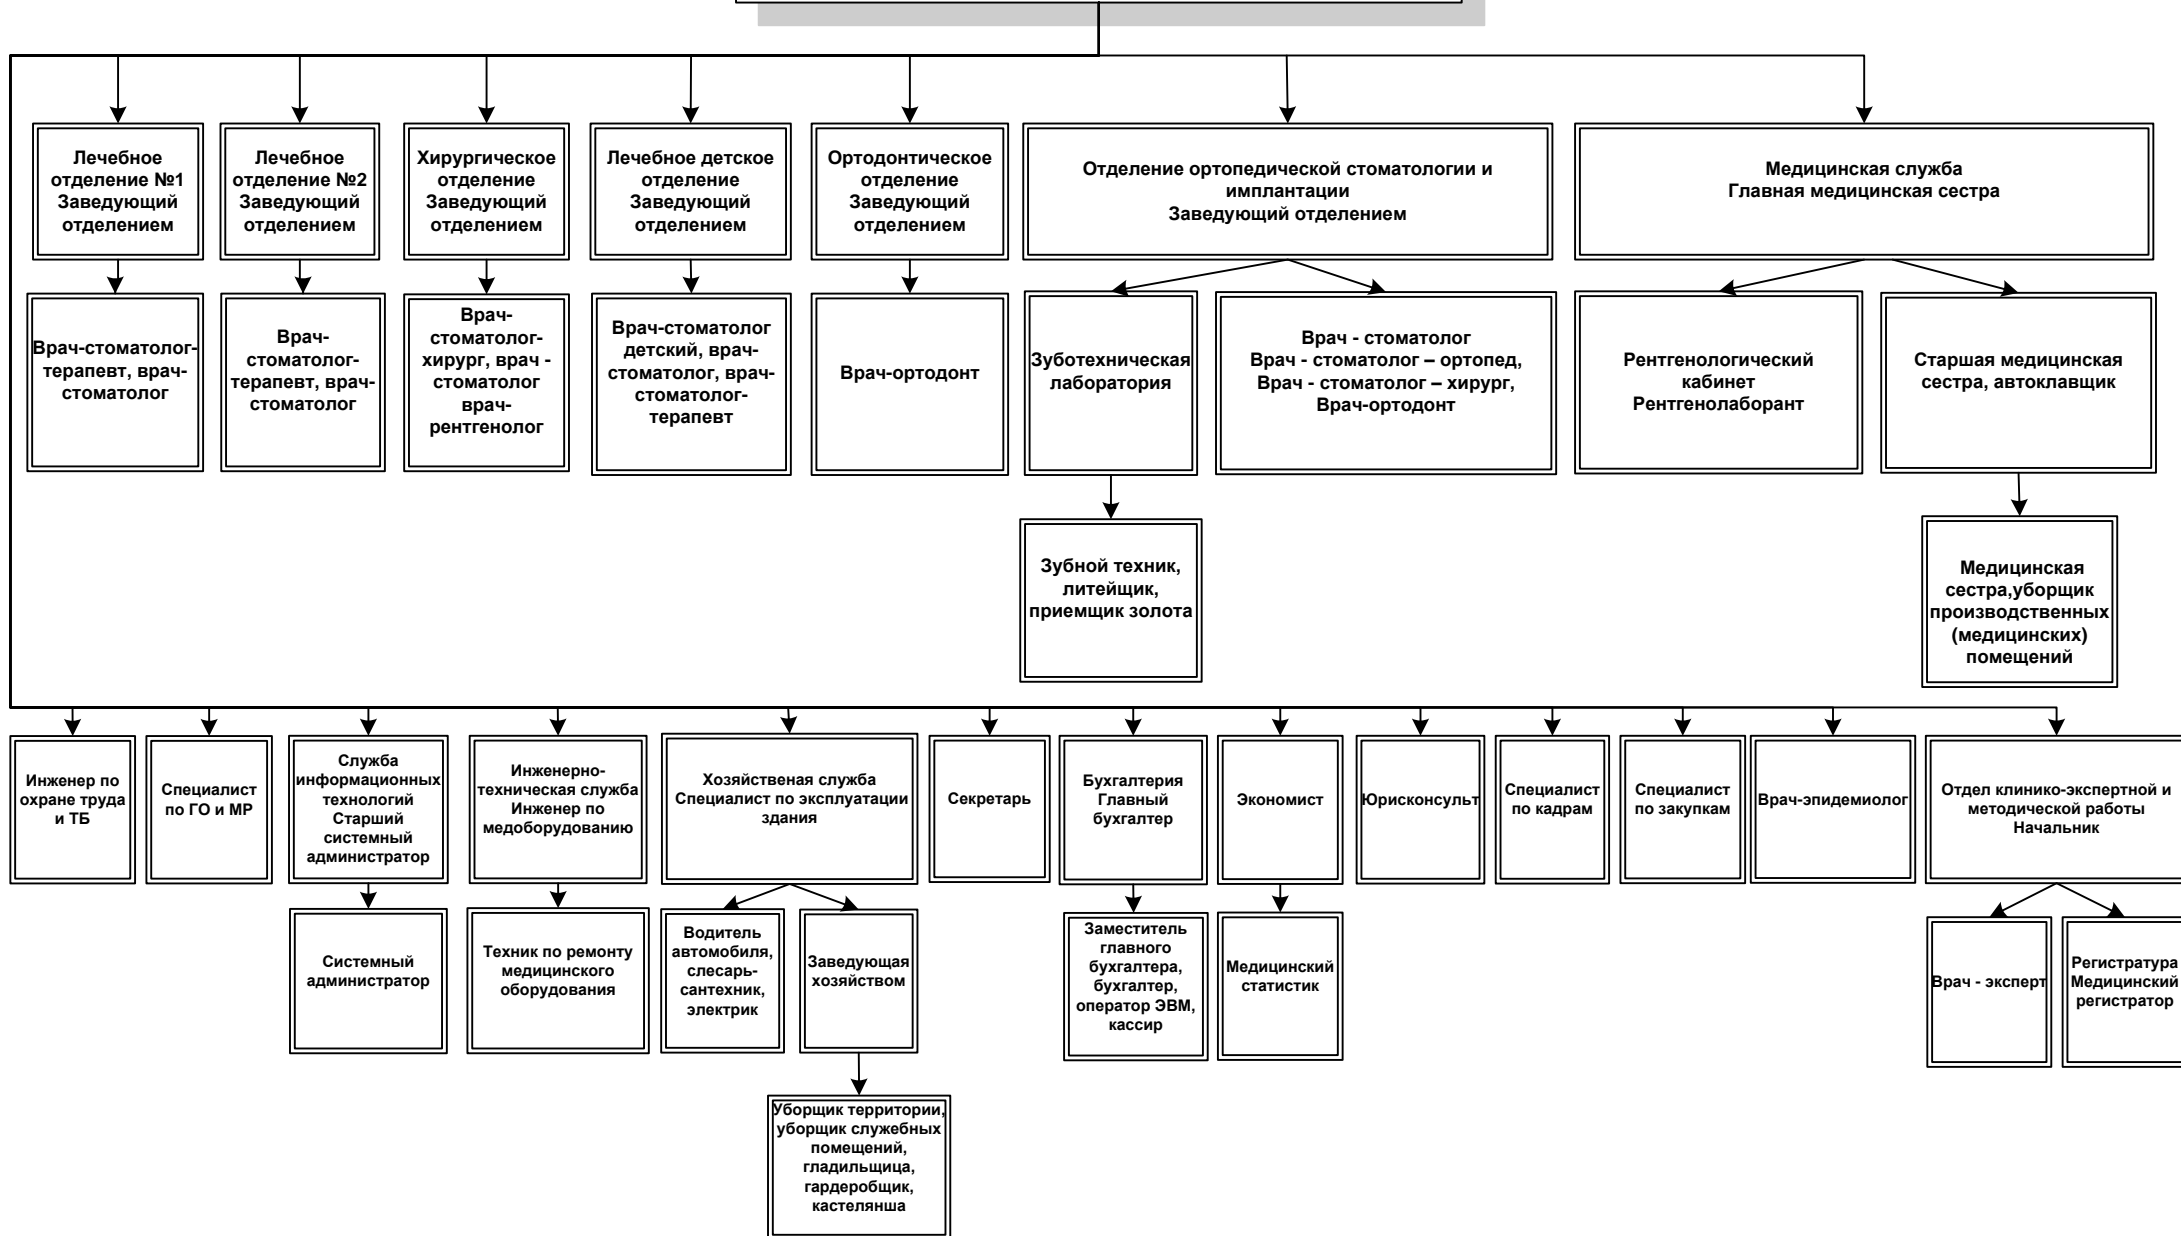 Лечебное
отделение №1
Заведующий
отделением
Лечебное
отделение №2
Заведующий
отделением
Хирургическое
отделение
Заведующий
отделением
Лечебное детское
отделение
Заведующий
отделением
Ортодонтическое
отделение
Заведующий
отделением
Отделение ортопедической стоматологии и
имплантации
Заведующий отделением
Медицинская служба
Главная медицинская сестра
Врач-стоматолог-
терапевт, врач-
стоматолог
Врач-
стоматолог-
терапевт, врач-
стоматолог
Врач-
стоматолог-
хирург, врач -
стоматолог
врач-
рентгенолог
Врач-стоматолог
детский, врач-
стоматолог, врач-
стоматолог-
терапевт
Врач-ортодонт
Зуботехническая
лаборатория
Врач - стоматолог
Врач - стоматолог – ортопед,
Врач - стоматолог – хирург,
Врач-ортодонт
Рентгенологический
кабинет
Рентгенолаборант
Старшая медицинская
сестра, автоклавщик
Зубной техник,
литейщик,
приемщик золота
Медицинская
сестра,уборщик
производственных
(медицинских)
помещений
Инженер по
охране труда
и ТБ
Специалист
по ГО и МР
Служба
информационных
технологий
Старший
системный
администратор
Инженерно-
техническая служба
Инженер по
медоборудованию
Хозяйственая служба
Специалист по эксплуатации
здания
Секретарь
Бухгалтерия
Главный
бухгалтер
Экономист
Юрисконсульт
Специалист
по кадрам
Специалист
по закупкам
Врач-эпидемиолог
Отдел клинико-экспертной и
методической работы
Начальник
Системный
администратор
Техник по ремонту
медицинского
оборудования
Водитель
автомобиля,
слесарь-
сантехник,
электрик
Заведующая
хозяйством
Заместитель
главного
бухгалтера,
бухгалтер,
оператор ЭВМ,
кассир
Медицинский
статистик
Врач - эксперт
Регистратура
Медицинский
регистратор
Уборщик территории,
уборщик служебных
помещений,
гладильщица,
гардеробщик,
кастелянша